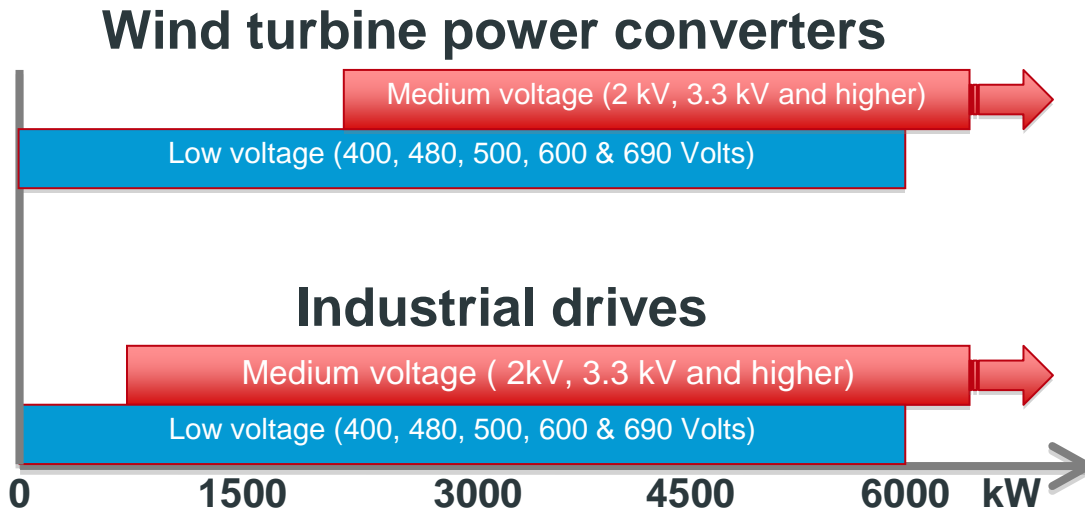 Wind turbine power converters
Medium voltage (2 kV, 3.3 kV and higher)
Low voltage (400, 480, 500, 600 & 690 Volts)
Industrial drives
Medium voltage ( 2kV, 3.3 kV and higher)
Low voltage (400, 480, 500, 600 & 690 Volts)
0 1500 3000 4500 6000 kW